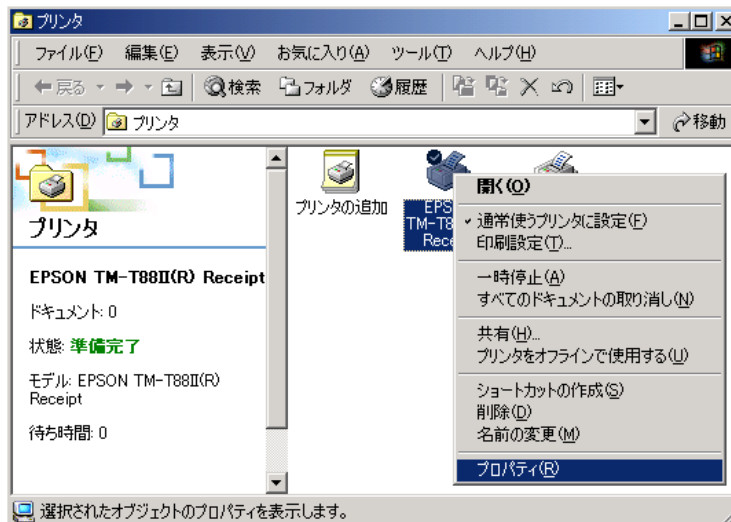 プリンタ
ファイル(F) 編集(E) 表示(V) お気に入り(A) ツール(T) ヘルプ(H)
戻る 検索 フォルダ 履歴
アドレス(D) プリンタ 移動
プリンタ
EPSON TM-T88II(R) Receipt
ドキュメント: 0
状態: 準備完了
モデル: EPSON TM-T88II(R)
Receipt
待ち時間: 0
プリンタの追加
EPS
TM-T8
Rece
開く(O)
通常使うプリンタに設定(F)
印刷設定(T)...
一時停止(A)
すべてのドキュメントの取り消し(N)
共有(H)...
プリンタをオフラインで使用する(U)
ショートカットの作成(S)
削除(D)
名前の変更(M)
プロパティ(R)
選択されたオブジェクトのプロパティを表示します。